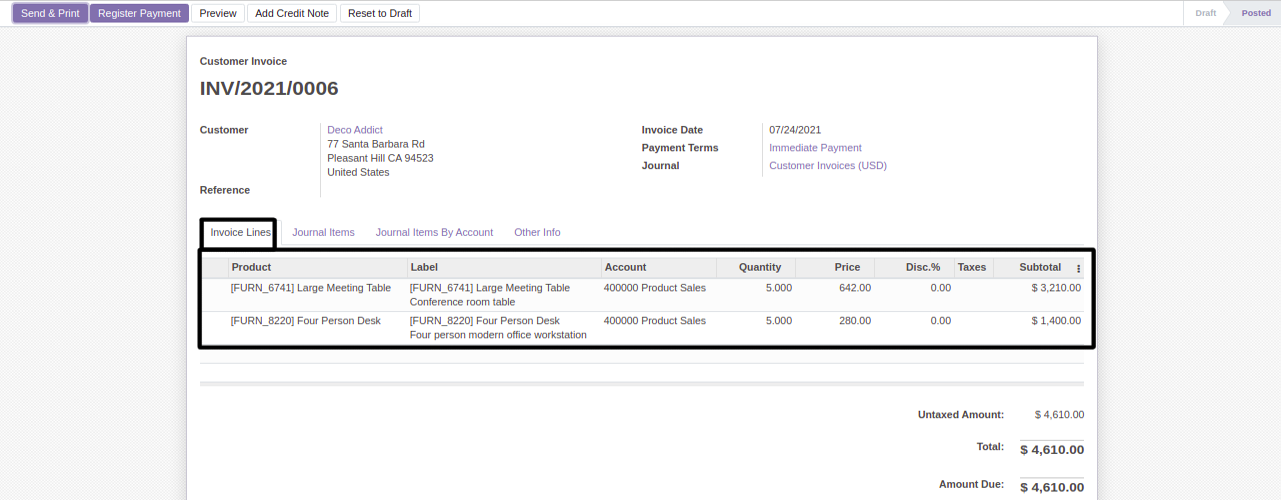 Send & Print Register Payment Preview Add Credit Note Reset to Draft Draft Posted
Customer Invoice
INV/2021/0006
Customer Deco Addict
77 Santa Barbara Rd
Pleasant Hill CA 94523
United States
Reference
Invoice Date 07/24/2021
Payment Terms Immediate Payment
Journal Customer Invoices (USD)
Invoice Lines Journal Items Journal Items By Account Other Info
Product Label Account Quantity Price Disc.% Taxes Subtotal
[FURN_6741] Large Meeting Table [FURN_6741] Large Meeting Table 400000 Product Sales 5.000 642.00 0.00 $ 3,210.00
Conference room table
[FURN_8220] Four Person Desk [FURN_8220] Four Person Desk 400000 Product Sales 5.000 280.00 0.00 $ 1,400.00
Four person modern office workstation
Untaxed Amount: $ 4,610.00
Total: $ 4,610.00
Amount Due: $ 4,610.00